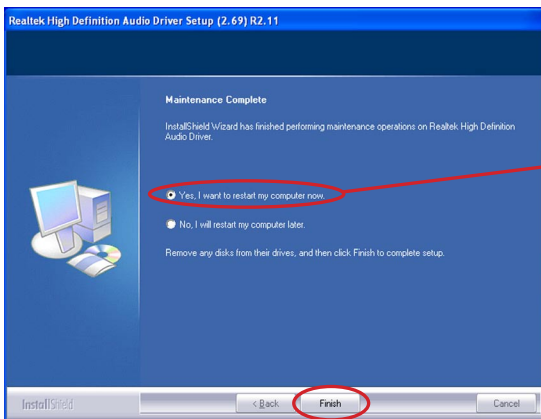 Realtek High Definition Audio Driver Setup (2.69) R2.11
Maintenance Complete
InstallShield Wizard has finished performing maintenance operations on Realtek High Definition
Audio Driver.
Yes, I want to restart my computer now.
No, I will restart my computer later.
Remove any disks from their drives, and then click Finish to complete setup.
InstallShield
< Back
Finish
Cancel